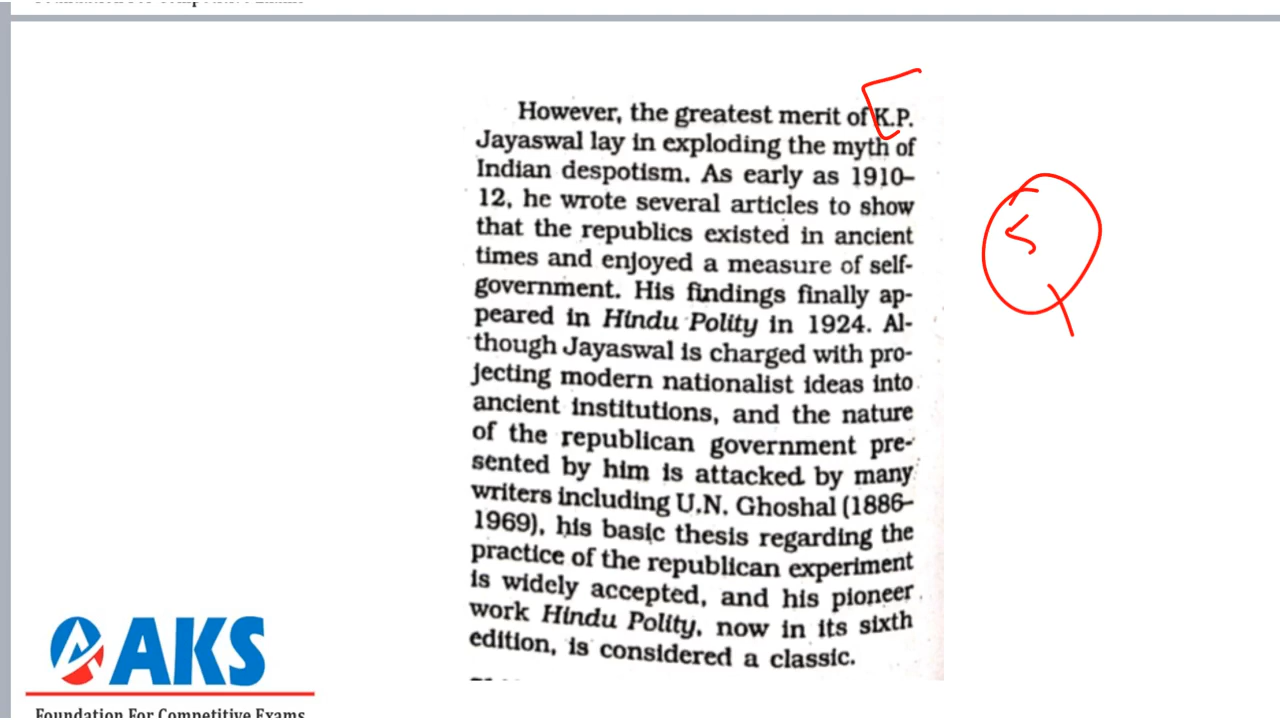 However, the greatest merit of K.P.
Jayaswal lay in exploding the myth of
Indian despotism. As early as 1910–
12, he wrote several articles to show
that the republics existed in ancient
times and enjoyed a measure of self-
government. His findings finally ap-
peared in Hindu Polity in 1924. Al-
though Jayaswal is charged with pro-
jecting modern nationalist ideas into
ancient institutions, and the nature
of the republican government pre-
sented by him is attacked by many
writers including U.N. Ghoshal (1886–
1969), his basic thesis regarding the
practice of the republican experiment
is widely accepted, and his pioneer
work Hindu Polity, now in its sixth
edition, is considered a classic.
AKS
Foundation For Competitive Exams